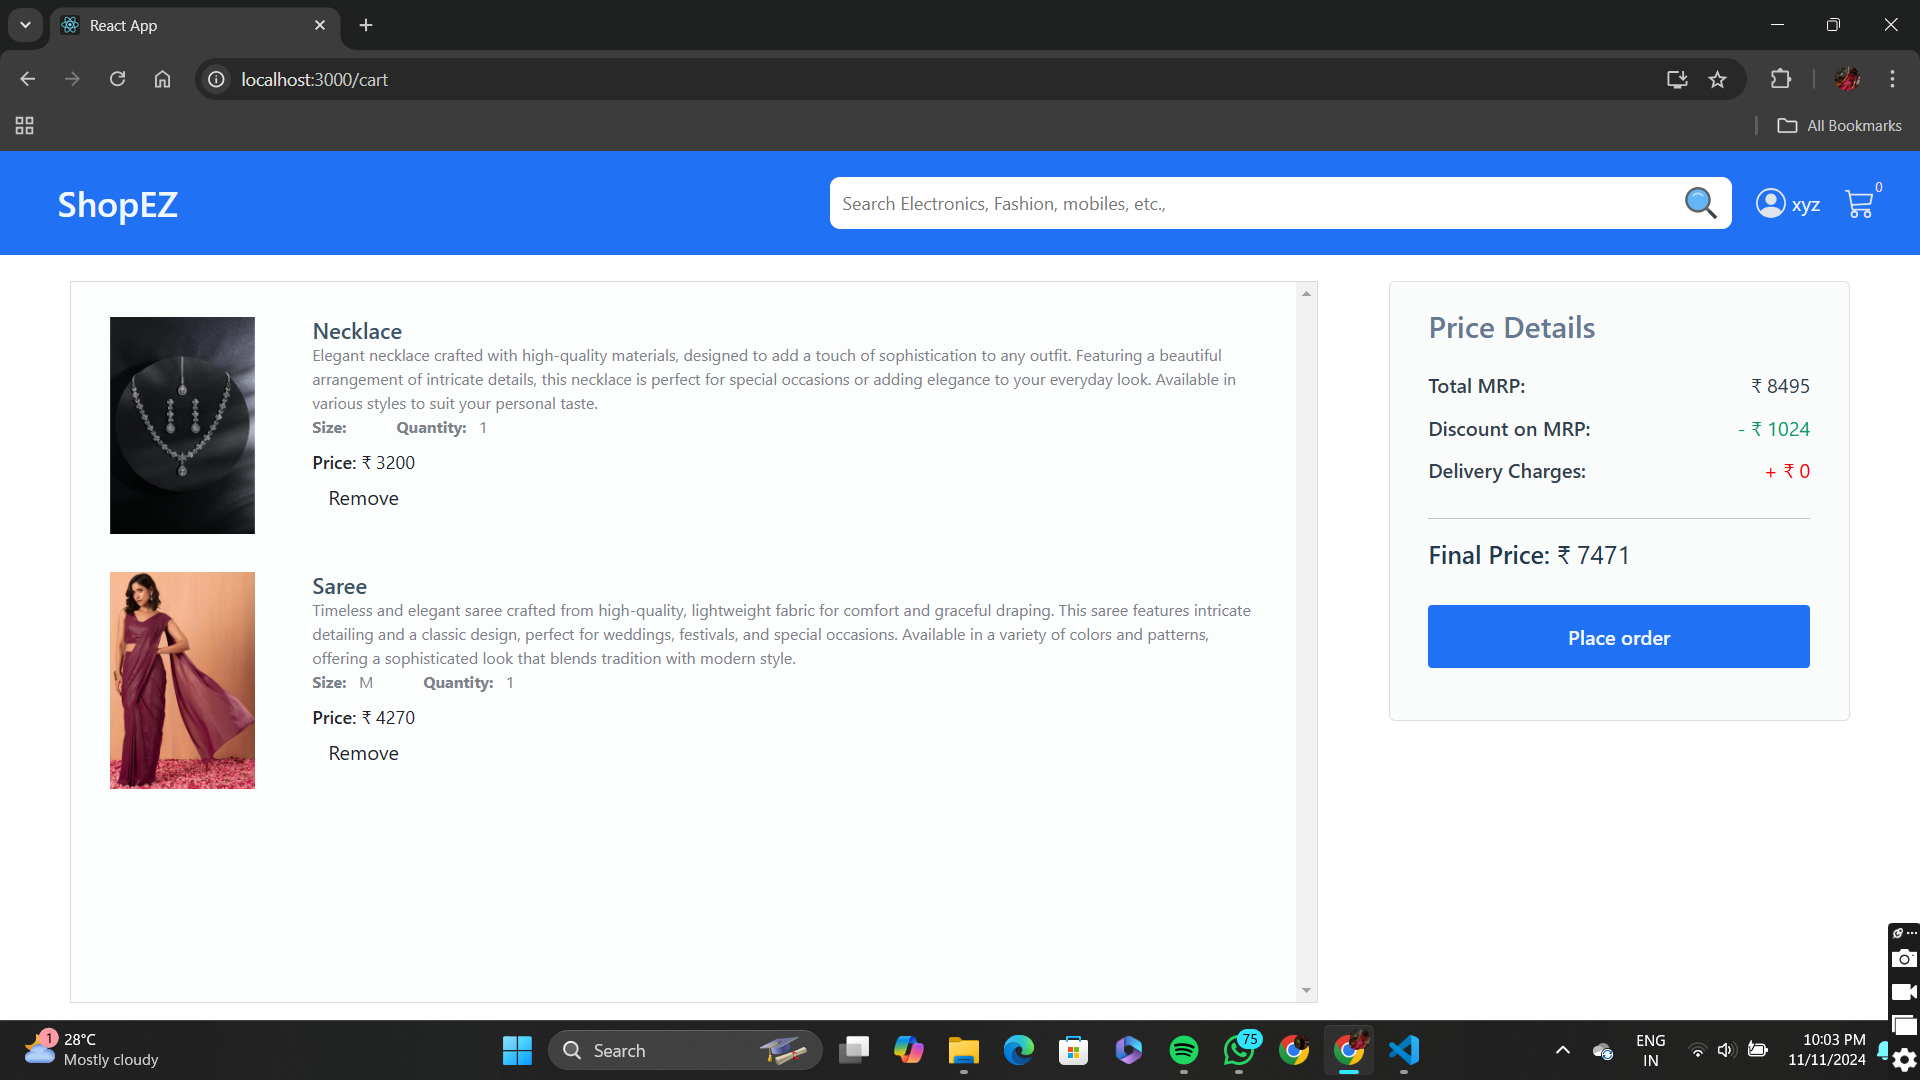 React App
localhost:3000/cart
All Bookmarks
ShopEZ
Search Electronics, Fashion, mobiles, etc.,
xyz
0
Necklace
Elegant necklace crafted with high-quality materials, designed to add a touch of sophistication to any outfit. Featuring a beautiful
arrangement of intricate details, this necklace is perfect for special occasions or adding elegance to your everyday look. Available in
various styles to suit your personal taste.
Size: Quantity: 1
Price: ₹ 3200
Remove
Saree
Timeless and elegant saree crafted from high-quality, lightweight fabric for comfort and graceful draping. This saree features intricate
detailing and a classic design, perfect for weddings, festivals, and special occasions. Available in a variety of colors and patterns,
offering a sophisticated look that blends tradition with modern style.
Size: M Quantity: 1
Price: ₹ 4270
Remove
Price Details
Total MRP: ₹ 8495
Discount on MRP: - ₹ 1024
Delivery Charges: + ₹ 0
Final Price: ₹ 7471
Place order
1
28°C
Mostly cloudy
Search
75
ENG
IN
10:03 PM
11/11/2024